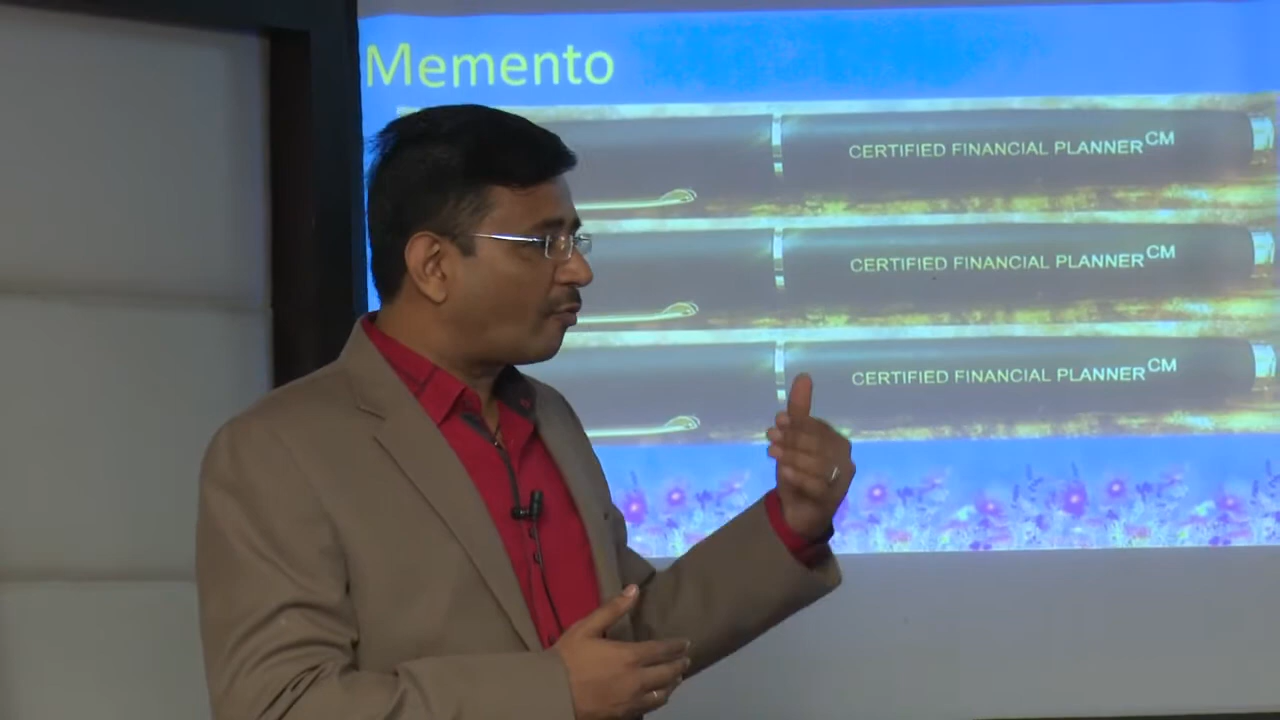 Memento
CERTIFIED FINANCIAL PLANNER CM
CERTIFIED FINANCIAL PLANNER CM
CERTIFIED FINANCIAL PLANNER CM